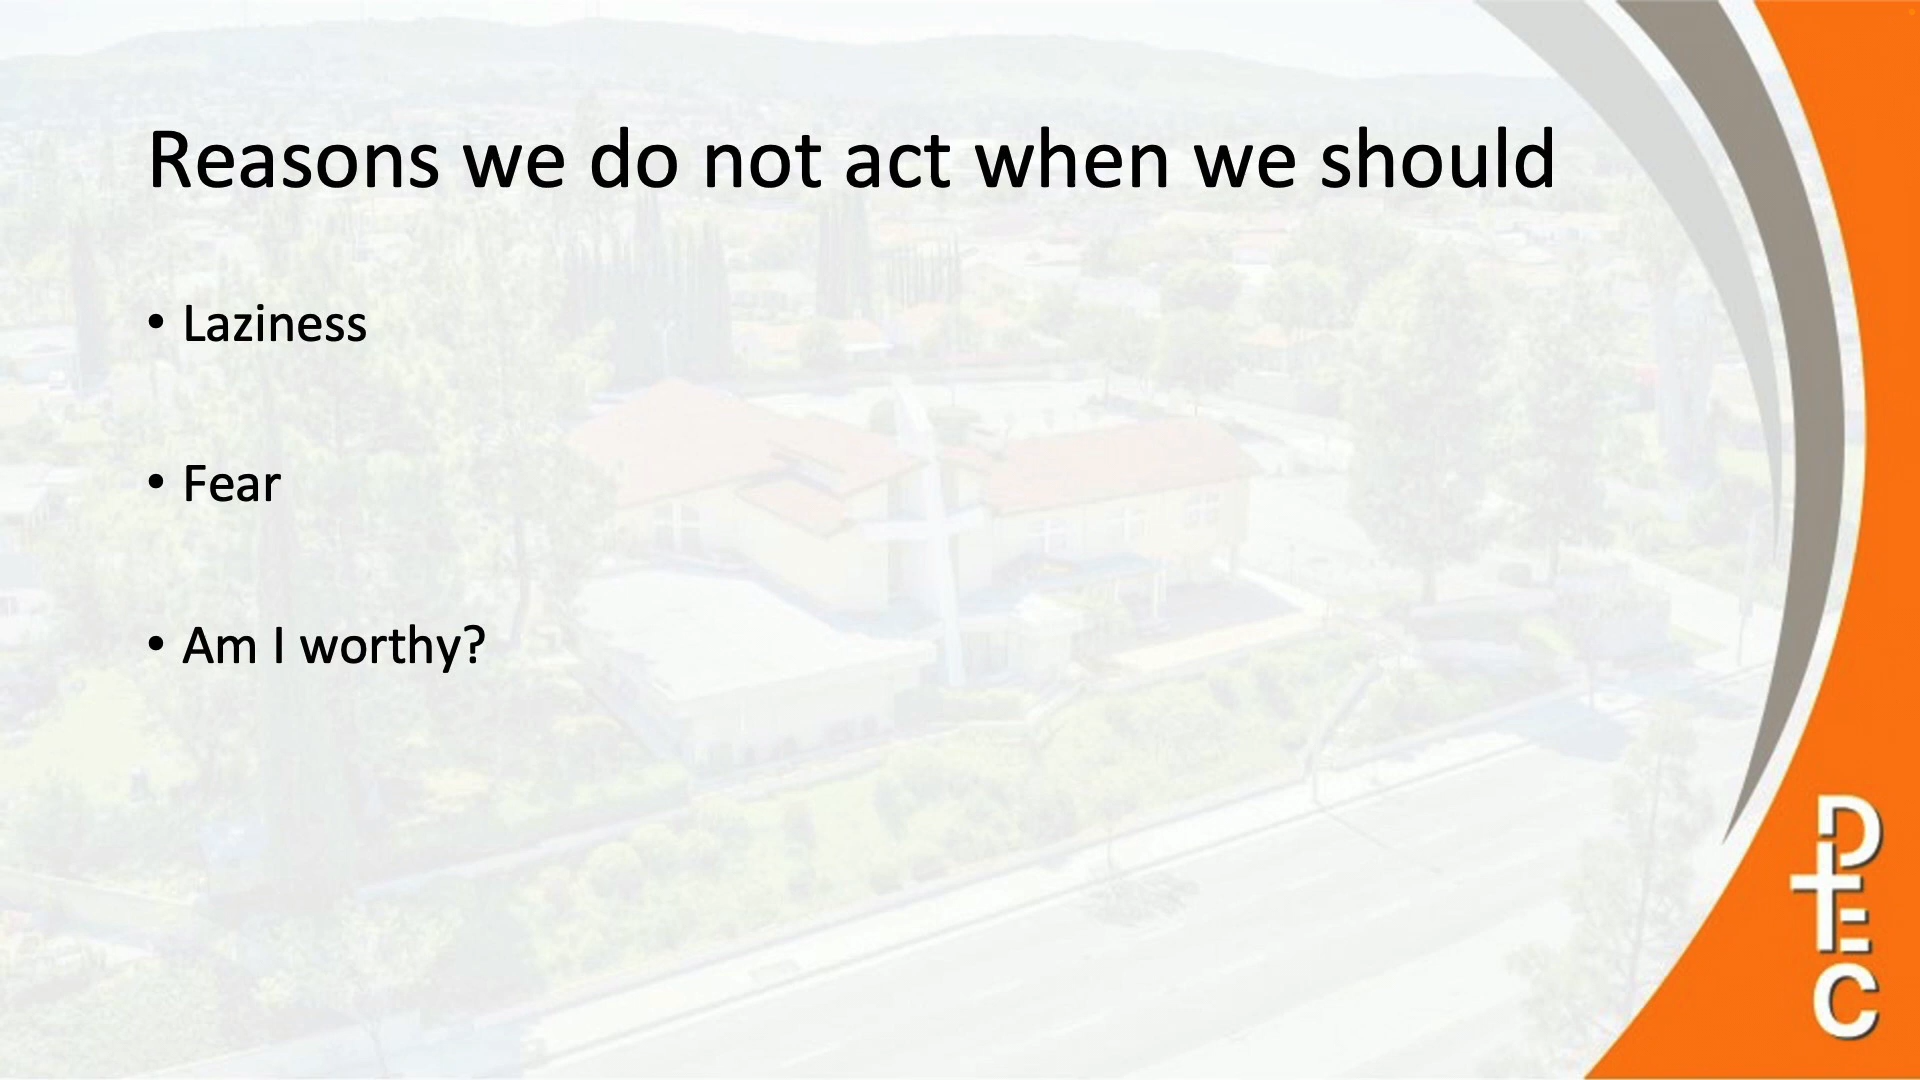 Reasons we do not act when we should
• Laziness
• Fear
• Am I worthy?
D
E
C